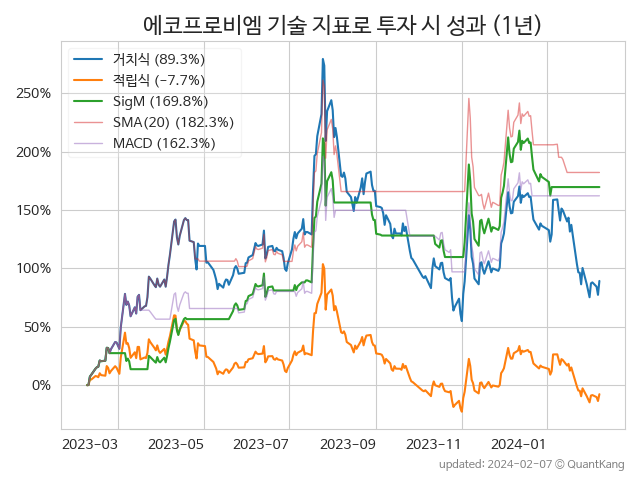 에코프로비엠 기술 지표로 투자 시 성과 (1년)
거치식 (89.3%)
적립식 (-7.7%)
SigM (169.8%)
SMA(20) (182.3%)
MACD (162.3%)
250%
200%
150%
100%
50%
0%
2023-03 2023-05 2023-07 2023-09 2023-11 2024-01
updated: 2024-02-07 © QuantKang